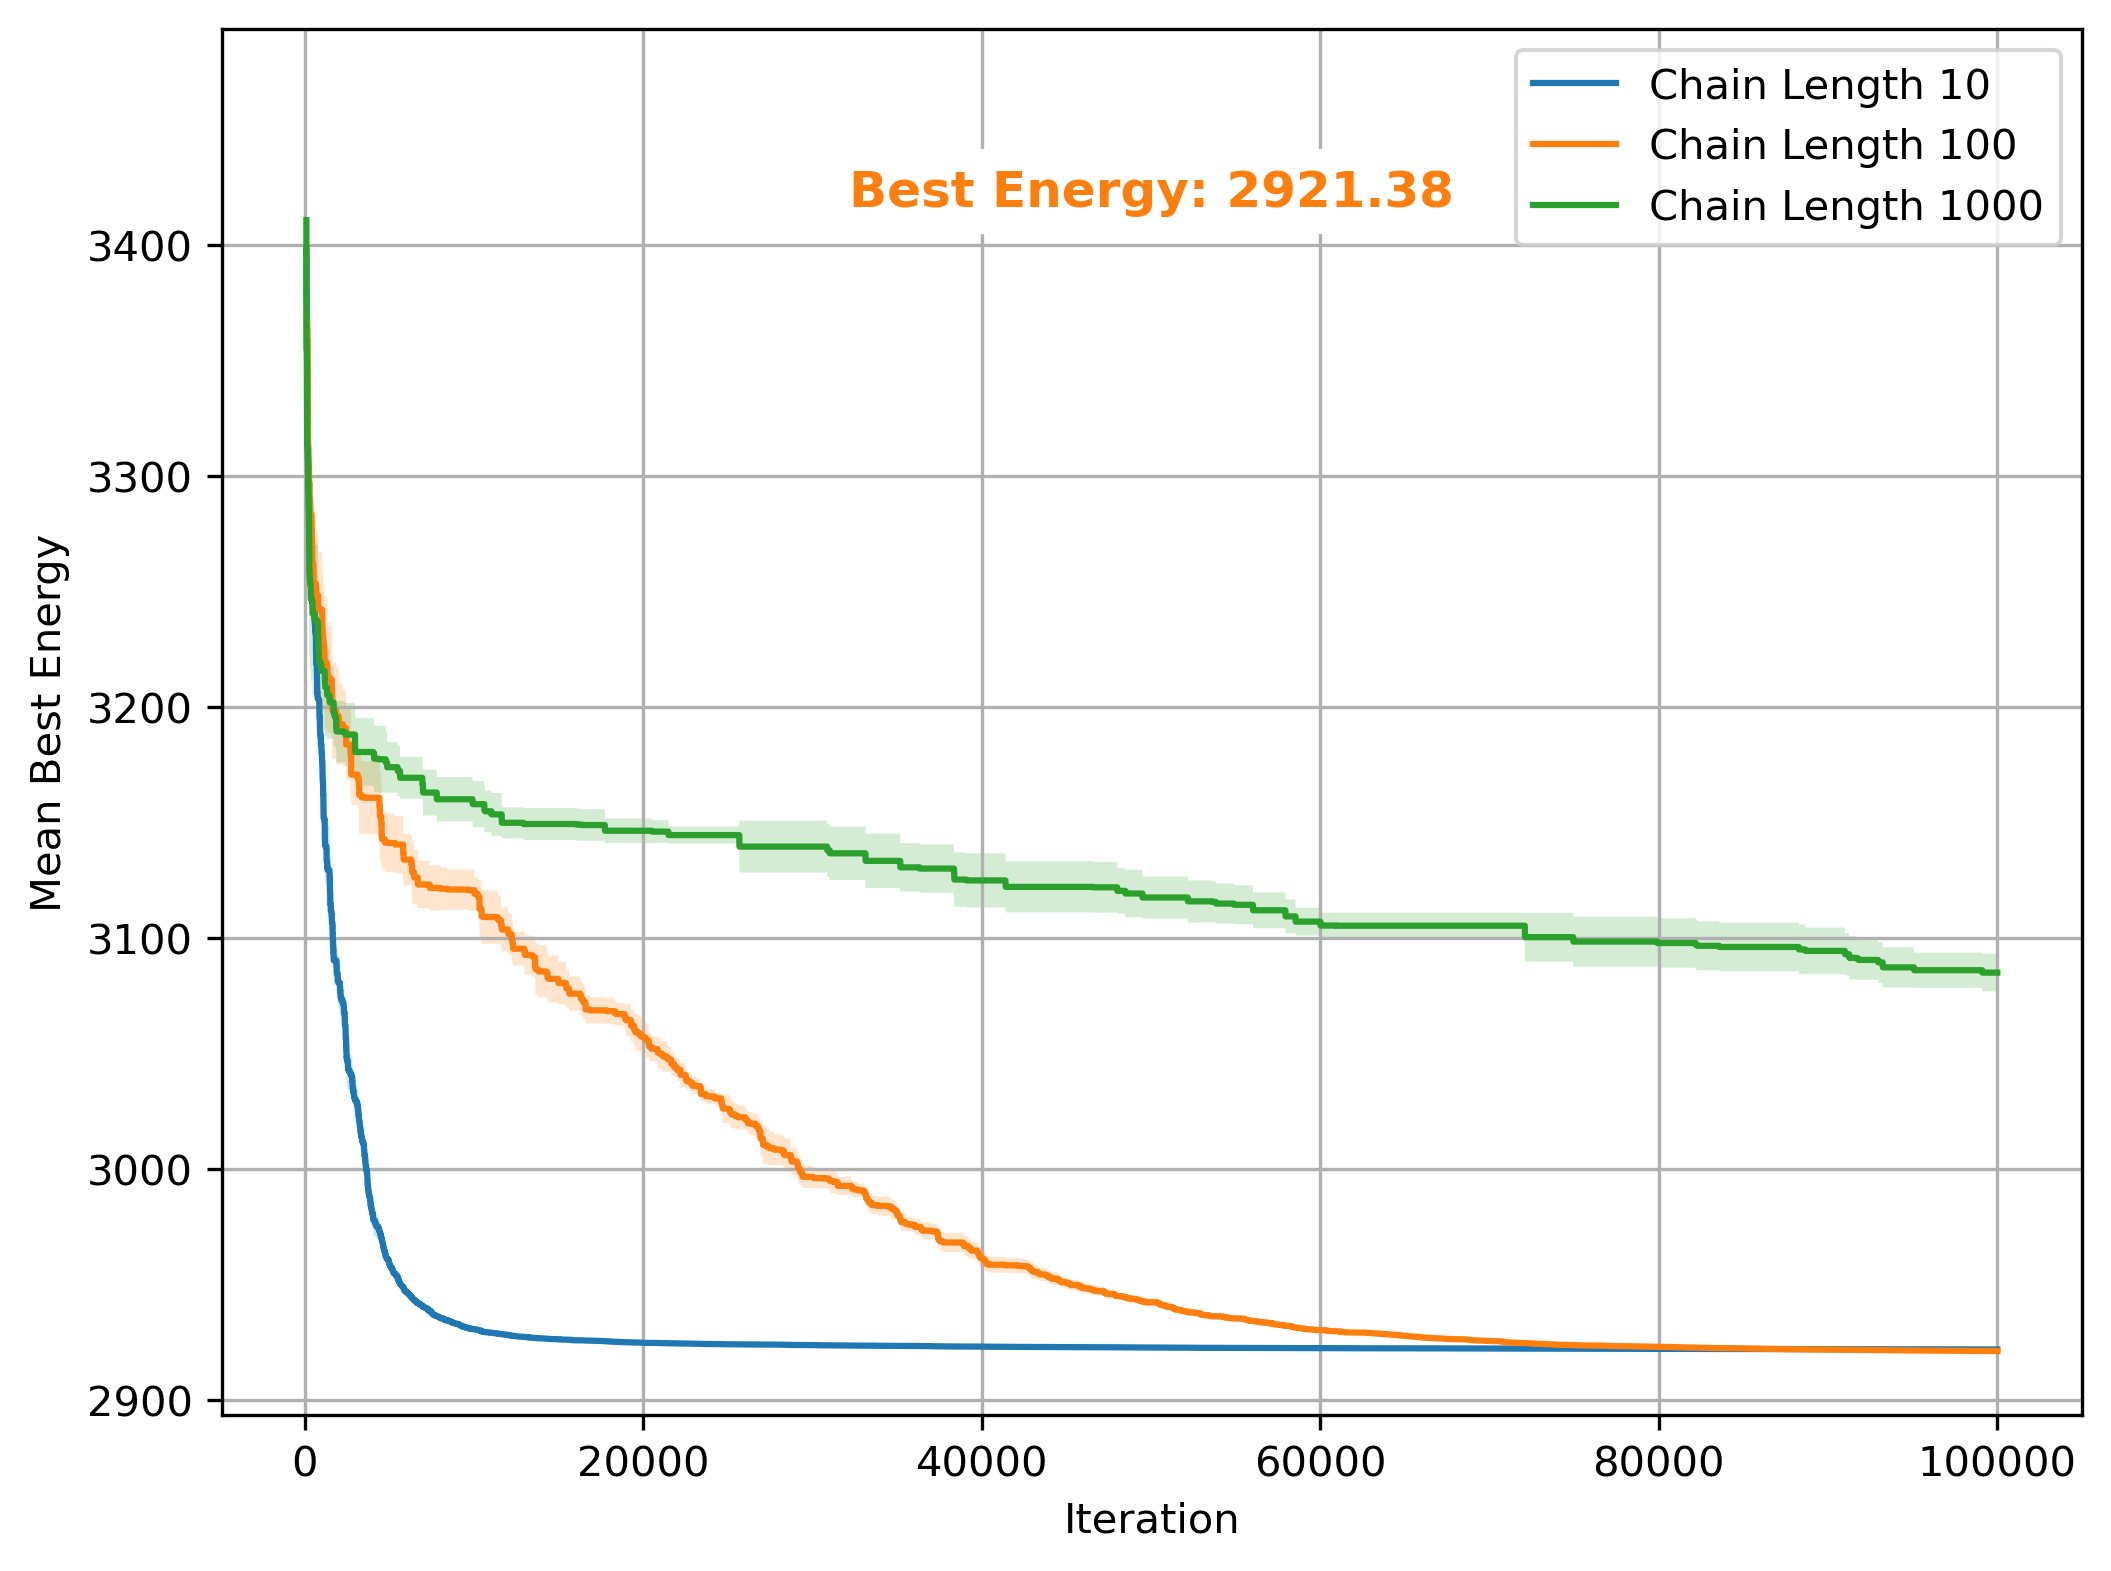 Chain Length 10
Chain Length 100
Chain Length 1000
Best Energy: 2921.38
3400
3300
3200
3100
3000
2900
Mean Best Energy
0 20000 40000 60000 80000 100000
Iteration